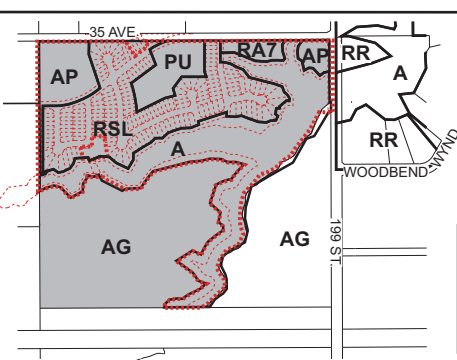 35 AVE
AP
PU
RA7
AP
RR
A
RSL
A
RR
WOODBEND WYND
AG
AG
199 ST.